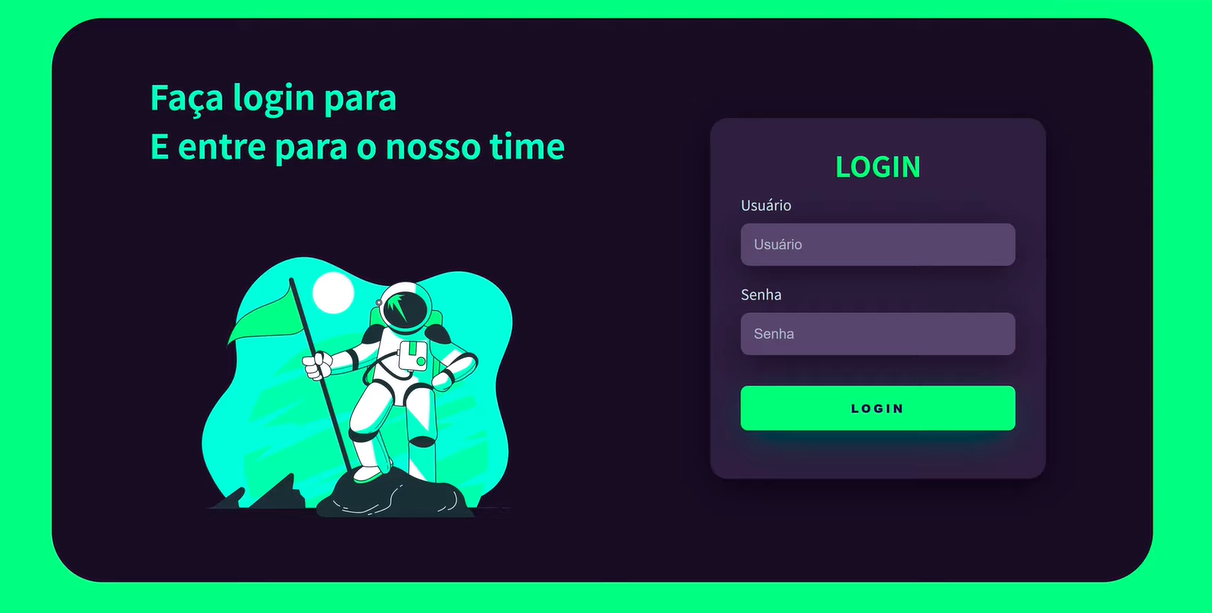 Faça login para
E entre para o nosso time
LOGIN
Usuário
Usuário
Senha
Senha
LOGIN